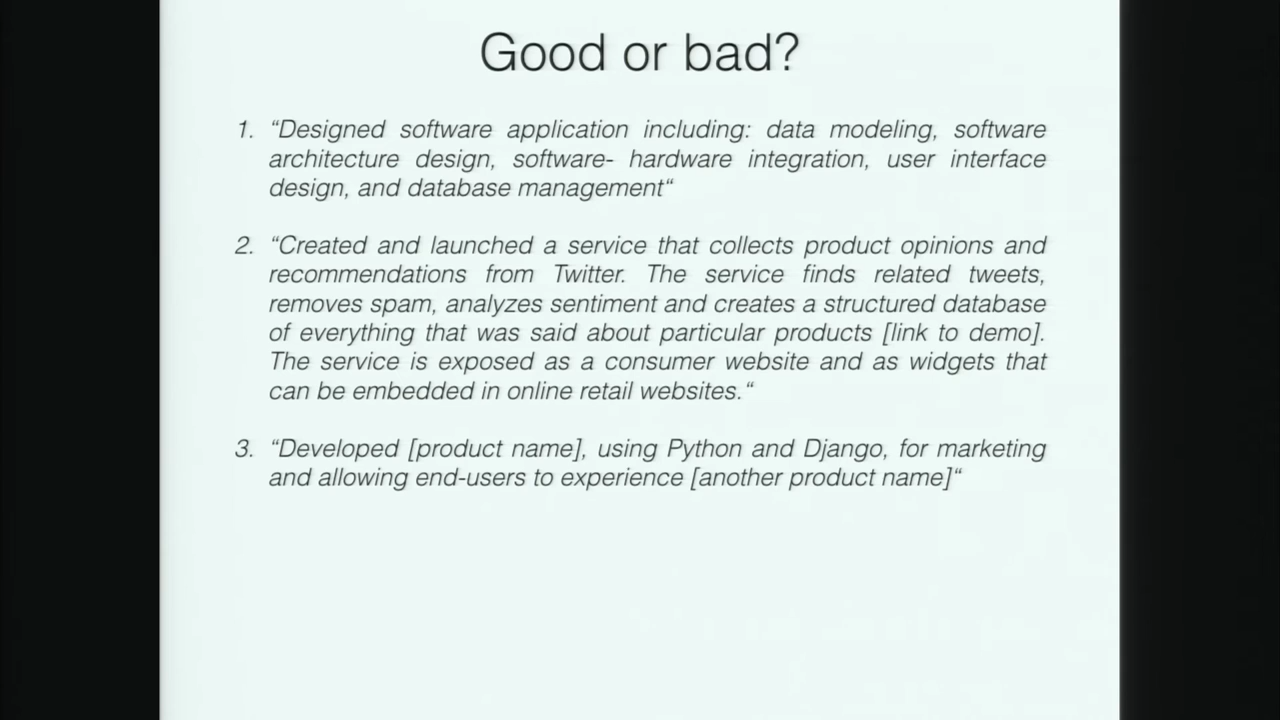 Good or bad?
1. “Designed software application including: data modeling, software
architecture design, software- hardware integration, user interface
design, and database management“
2. “Created and launched a service that collects product opinions and
recommendations from Twitter. The service finds related tweets,
removes spam, analyzes sentiment and creates a structured database
of everything that was said about particular products [link to demo].
The service is exposed as a consumer website and as widgets that
can be embedded in online retail websites.“
3. “Developed [product name], using Python and Django, for marketing
and allowing end-users to experience [another product name]“